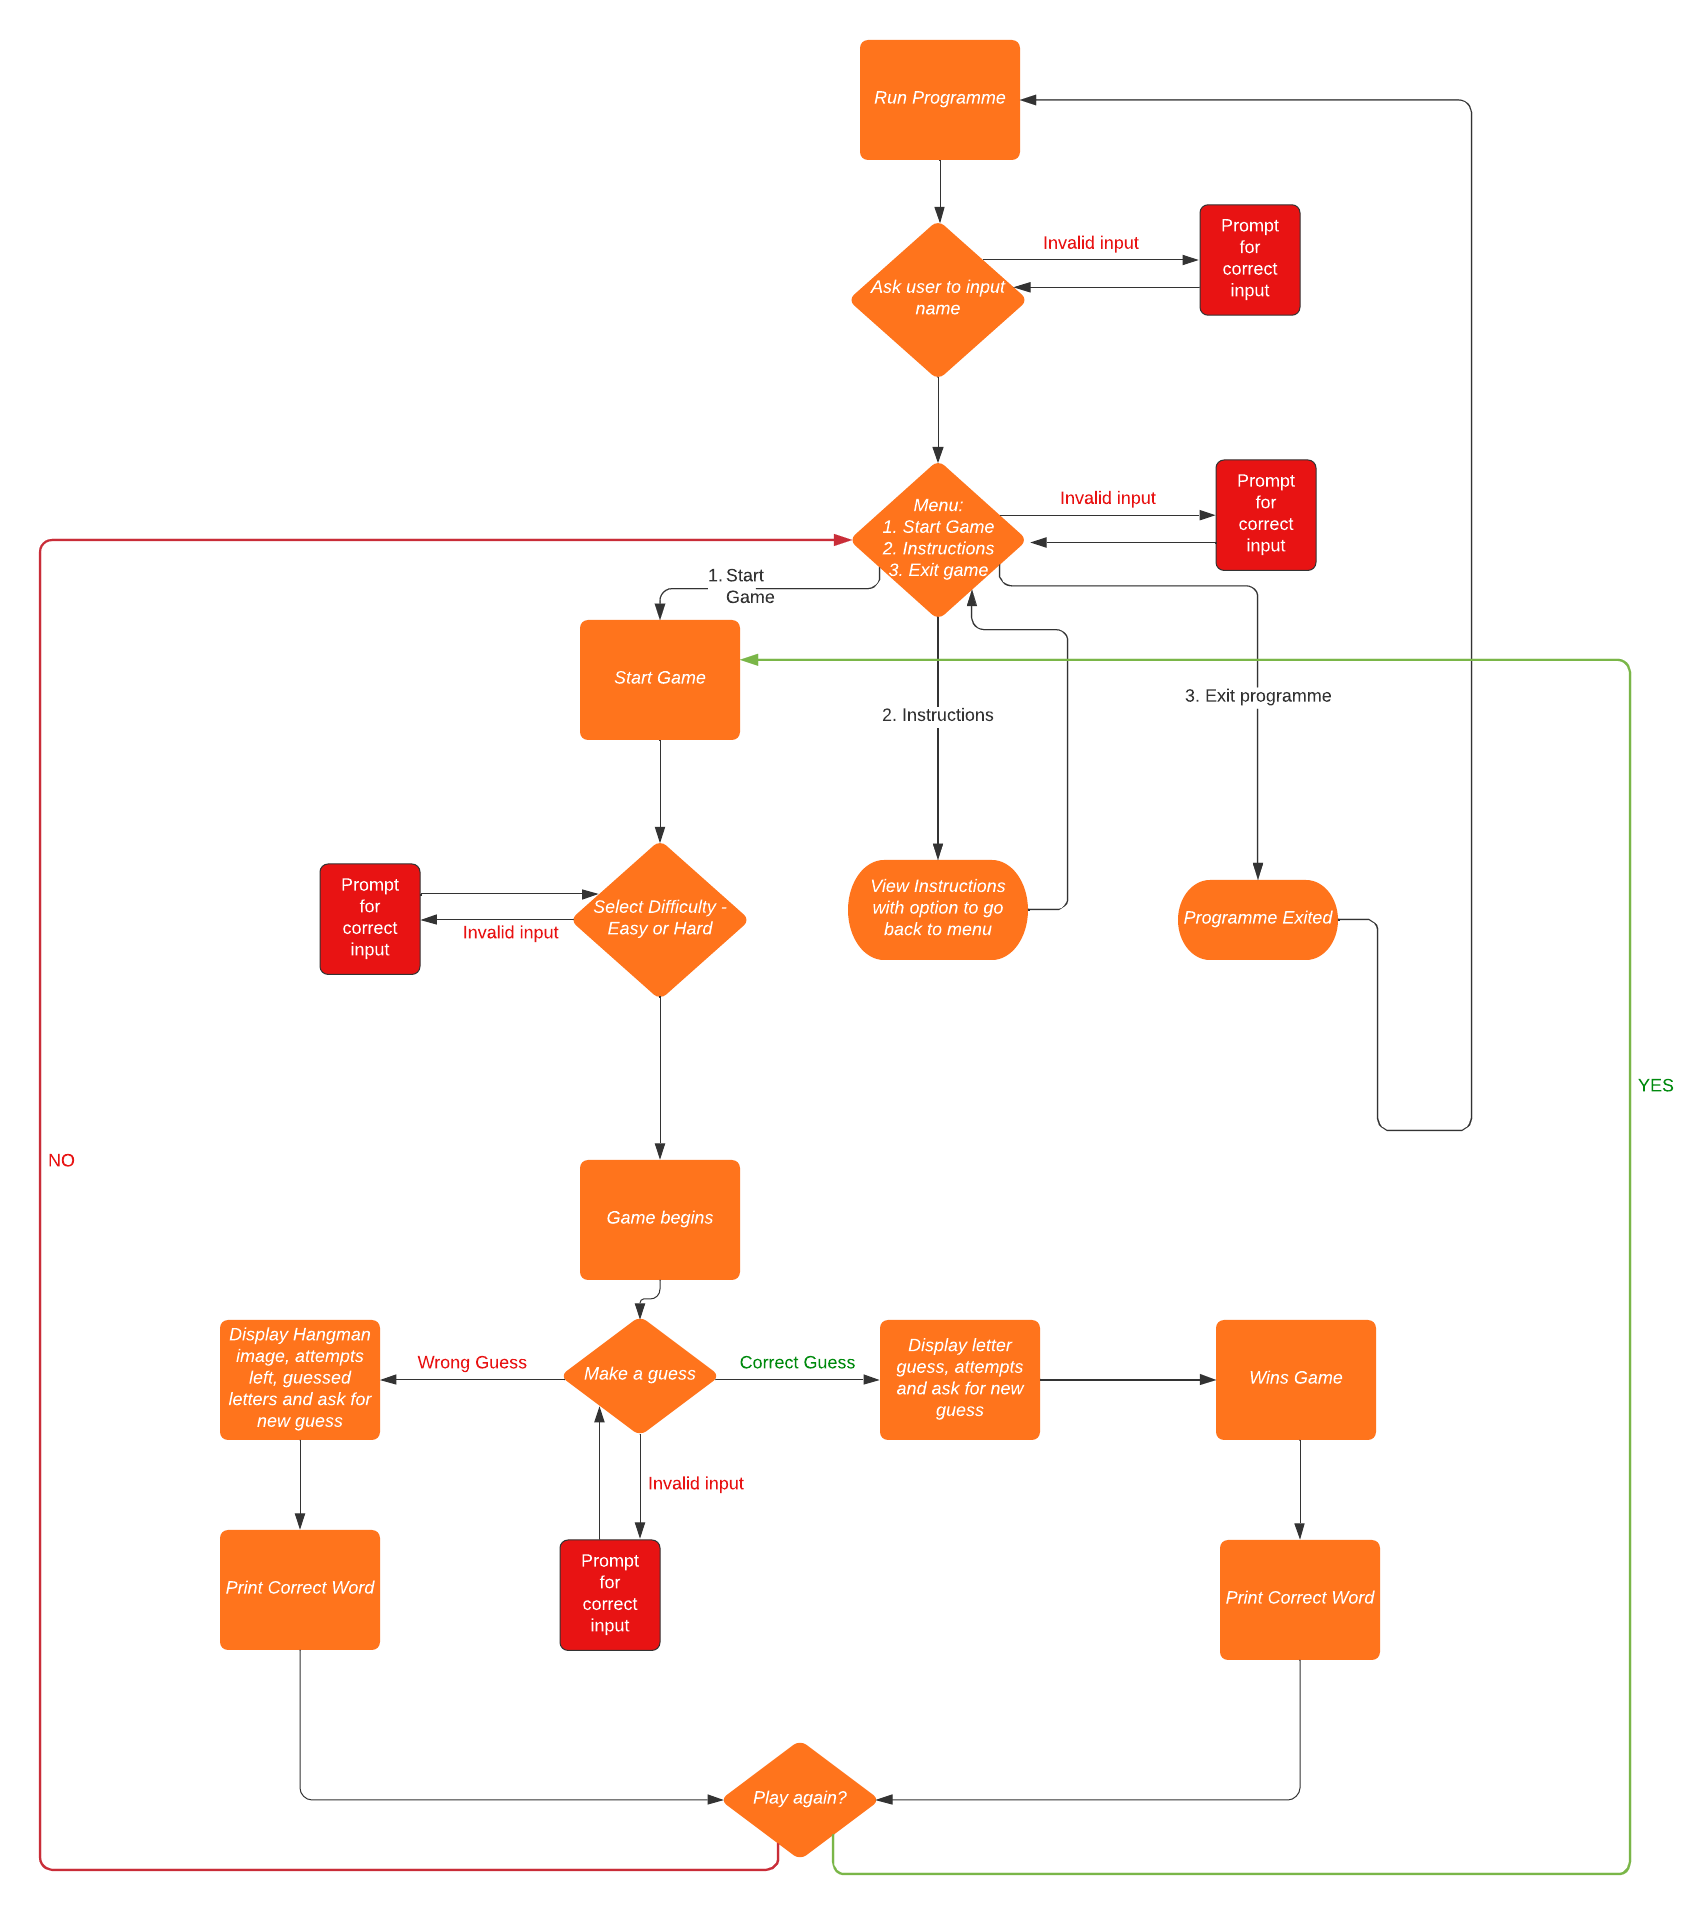 Run Programme
Invalid input
Prompt
for
correct
input
Ask user to input
name
Menu:
1. Start Game
2. Instructions
3. Exit game
Invalid input
Prompt
for
correct
input
1. Start
Game
Start Game
2. Instructions
3. Exit programme
Prompt
for
correct
input
Invalid input
Select Difficulty -
Easy or Hard
View Instructions
with option to go
back to menu
Programme Exited
YES
NO
Game begins
Display Hangman
image, attempts
left, guessed
letters and ask for
new guess
Wrong Guess
Make a guess
Correct Guess
Display letter
guess, attempts
and ask for new
guess
Wins Game
Invalid input
Print Correct Word
Prompt
for
correct
input
Print Correct Word
Play again?